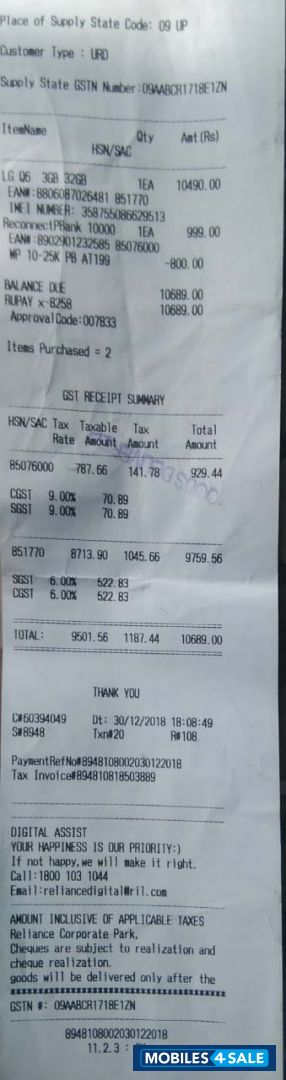 Place of Supply State Code: 09 UP
Customer Type : URD
Supply State GSTN Number:09AABCR1718E1ZN
ItemName Qty Amt(Rs)
HSN/SAC
LG Q6 3GB 32GB 1EA 10490.00
EAN#:8806087026481 851770
IMEI NUMBER: 358755086629513
ReconnectPBank 10000 1EA 999.00
EAN#:8902901232585 85076000
MP 10-25K PB AT199 -800.00
BALANCE DUE 10689.00
RUPAY x-8258 10689.00
ApprovalCode:007833
Items Purchased = 2
GST RECEIPT SUMMARY
HSN/SAC Tax Taxable Tax Total
Rate Amount Amount Amount
85076000 787.66 141.78 929.44
CGST 9.00% 70.89
SGST 9.00% 70.89
851770 8713.90 1045.66 9759.56
SGST 6.00% 522.83
CGST 6.00% 522.83
TOTAL: 9501.56 1187.44 10689.00
THANK YOU
C#60394049 Dt: 30/12/2018 18:08:49
S#8948 Txn#20 R#108
PaymentRefNo#8948108002030122018
Tax Invoice#894810818503889
DIGITAL ASSIST
YOUR HAPPINESS IS OUR PRIORITY:)
If not happy,we will make it right.
Call:1800 103 1044
Email:reliancedigital@ril.com
AMOUNT INCLUSIVE OF APPLICABLE TAXES
Reliance Corporate Park,
Cheques are subject to realization and
cheque realization.
goods will be delivered only after the
GSTN #: 09AABCR1718E1ZN
8948108002030122018
11.2.3 :
MOBILES4SALE